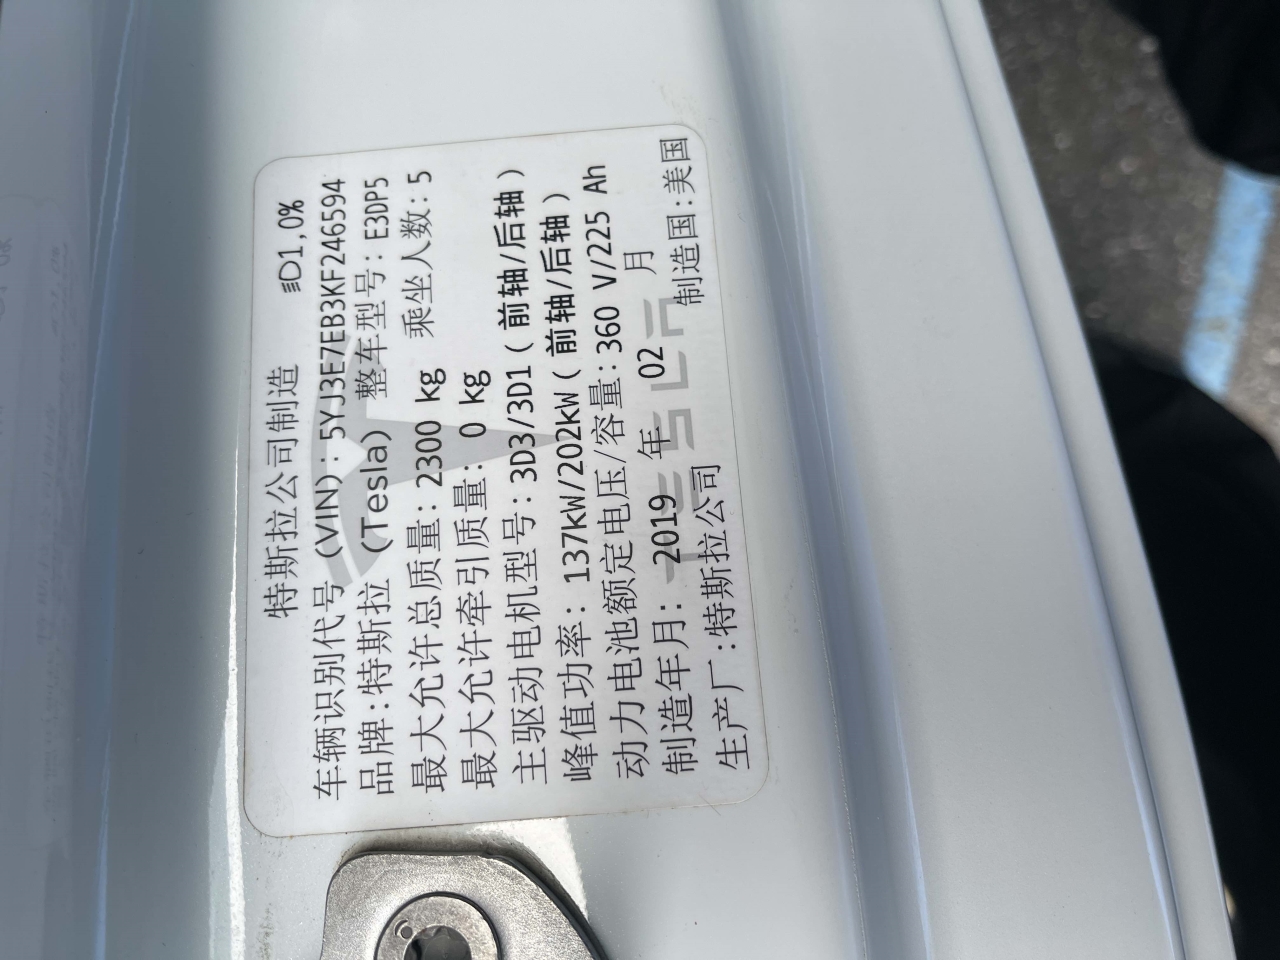 特斯拉公司制造 D1,0%
车辆识别代号 (VIN): 5YJ3E7EB3KF246594
品牌:特斯拉 (Tesla) 整车型号: E3DP5
最大允许总质量: 2300 kg 乘坐人数: 5
最大允许牵引质量: 0 kg
主驱动电机型号: 3D3/3D1 (前轴/后轴)
峰值功率: 137kW/202kW (前轴/后轴)
动力电池额定电压/容量: 360 V/225 Ah
制造年月: 2019 年 02 月
生产厂:特斯拉公司 制造国:美国
TESLA